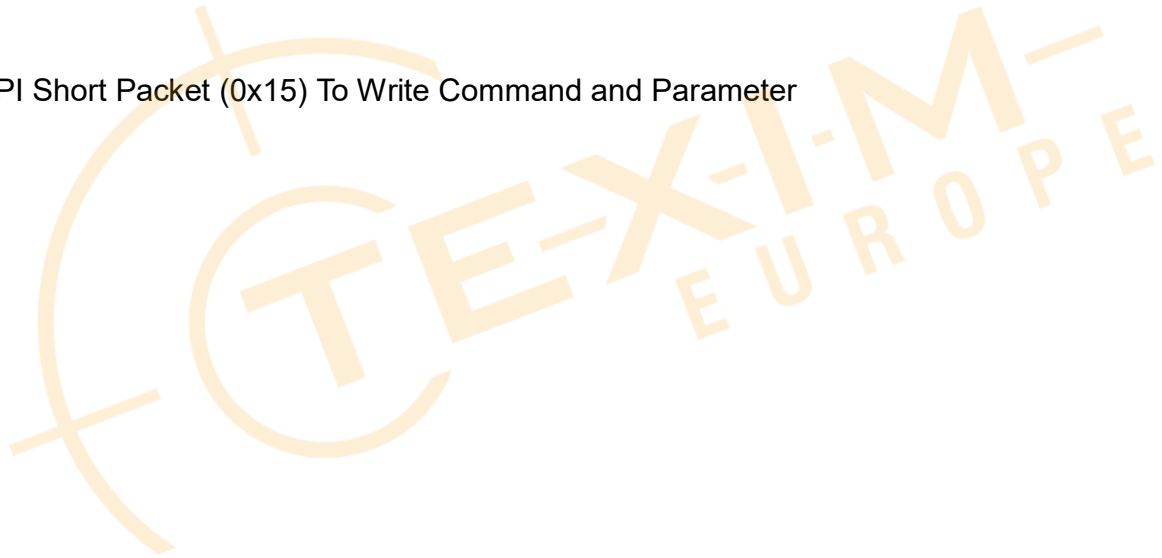 PI Short Packet (0x15) To Write Command and Parameter
TEXIM
EUROPE